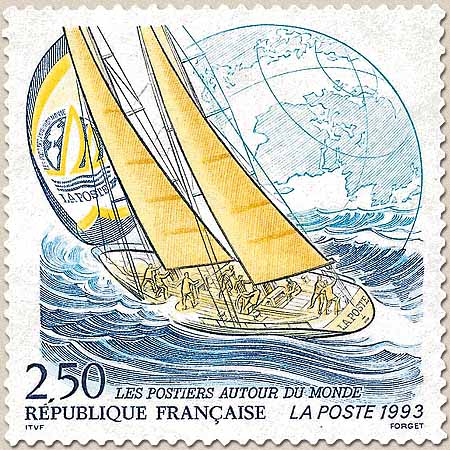 LA POSTE
LA POSTE
2,50 LES POSTIERS AUTOUR DU MONDE
RÉPUBLIQUE FRANÇAISE LA POSTE 1993
ITVF FORGET